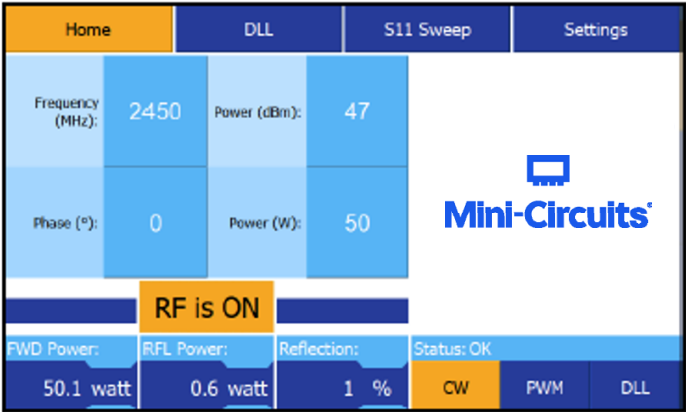 Home DLL S11 Sweep Settings
Frequency
(MHz): 2450 Power (dBm): 47
Phase (º): 0 Power (W): 50
Mini-Circuits®
RF is ON
FWD Power: RFL Power: Reflection: Status: OK
50.1 watt 0.6 watt 1 % CW PWM DLL